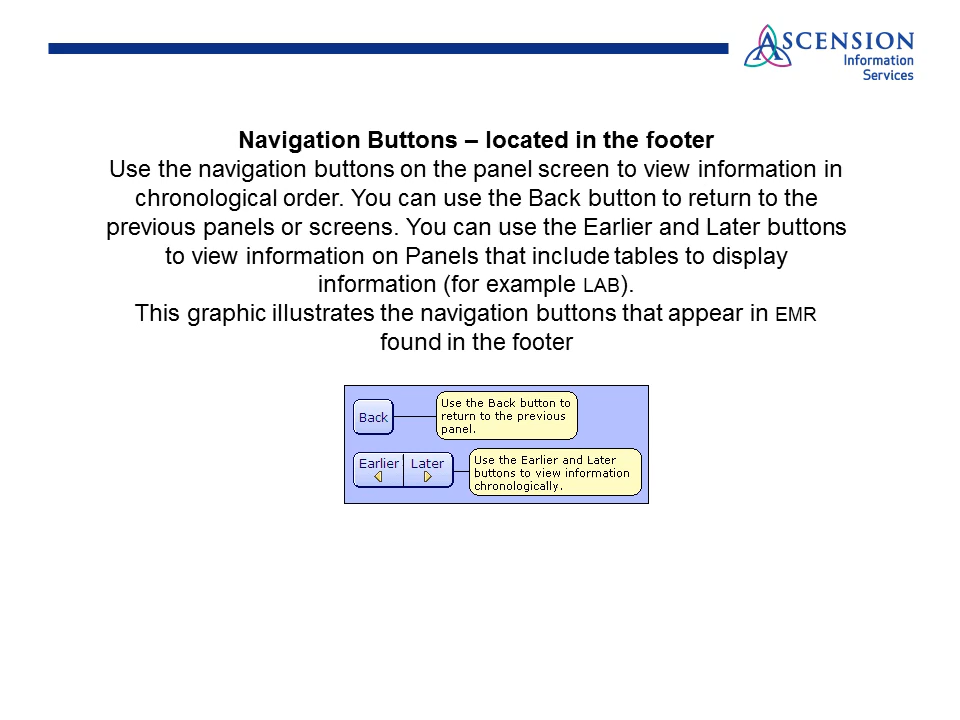 ASCENSION
Information
Services
Navigation Buttons – located in the footer
Use the navigation buttons on the panel screen to view information in
chronological order. You can use the Back button to return to the
previous panels or screens. You can use the Earlier and Later buttons
to view information on Panels that include tables to display
information (for example LAB).
This graphic illustrates the navigation buttons that appear in EMR
found in the footer
Back
Use the Back button to
return to the previous
panel.
Earlier Later
Use the Earlier and Later
buttons to view information
chronologically.